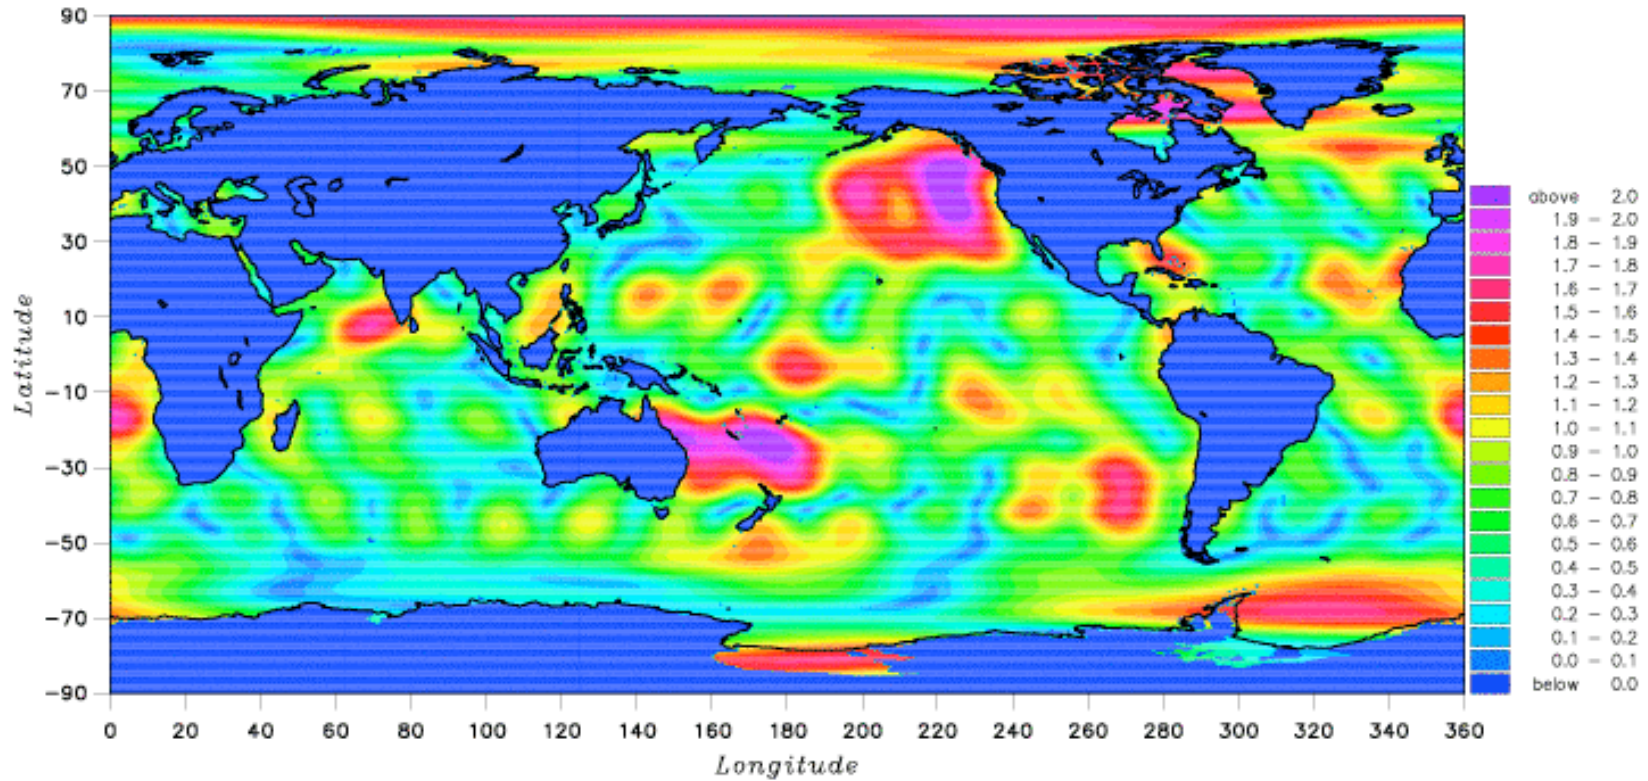 90
70
50
30
10
−10
−30
−50
−70
−90
Latitude
0 20 40 60 80 100 120 140 160 180 200 220 240 260 280 300 320 340 360
Longitude
above 2.0
1.9 – 2.0
1.8 – 1.9
1.7 – 1.8
1.6 – 1.7
1.5 – 1.6
1.4 – 1.5
1.3 – 1.4
1.2 – 1.3
1.1 – 1.2
1.0 – 1.1
0.9 – 1.0
0.8 – 0.9
0.7 – 0.8
0.6 – 0.7
0.5 – 0.6
0.4 – 0.5
0.3 – 0.4
0.2 – 0.3
0.1 – 0.2
0.0 – 0.1
below 0.0